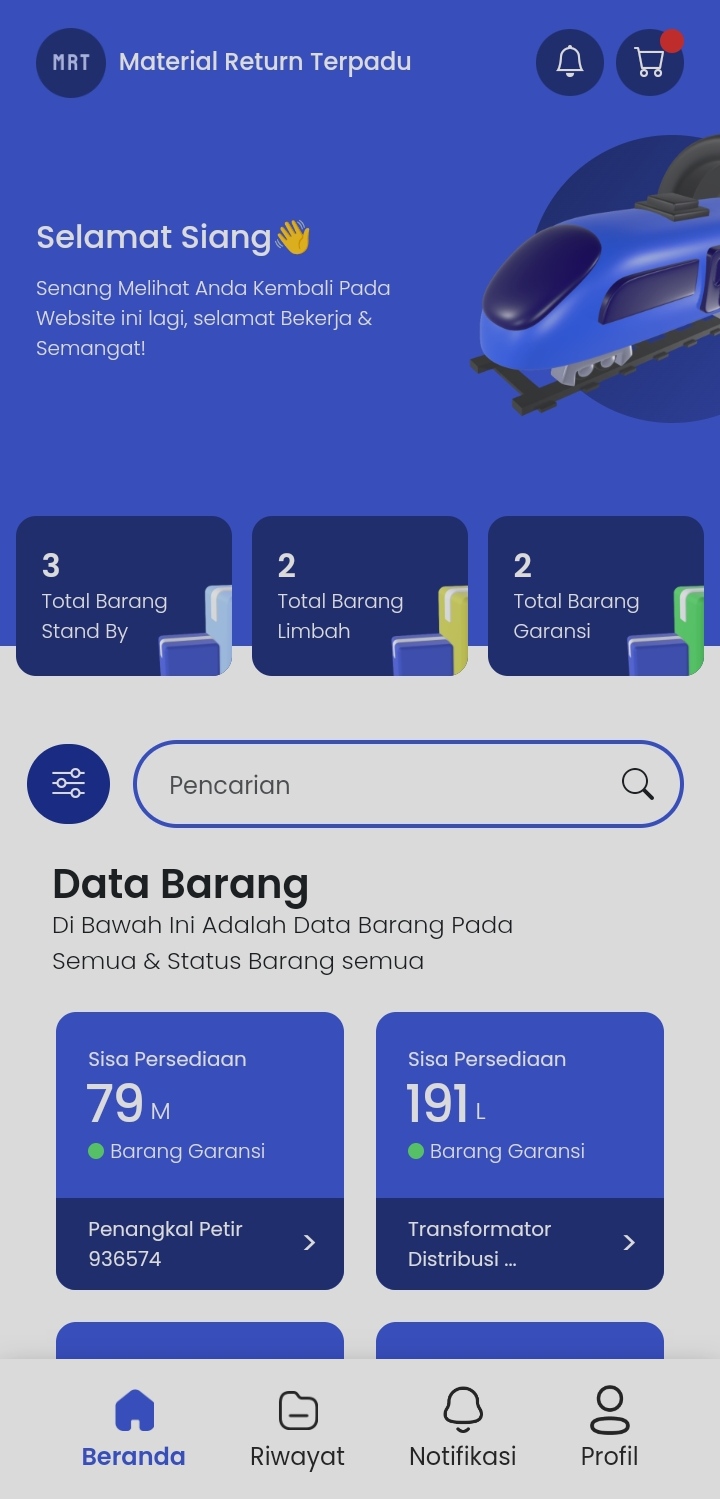 MRT
Material Return Terpadu
Selamat Siang👋
Senang Melihat Anda Kembali Pada
Website ini lagi, selamat Bekerja &
Semangat!
3
Total Barang
Stand By
2
Total Barang
Limbah
2
Total Barang
Garansi
Pencarian
Data Barang
Di Bawah Ini Adalah Data Barang Pada
Semua & Status Barang semua
Sisa Persediaan
79 M
Barang Garansi
Penangkal Petir
936574
Sisa Persediaan
191 L
Barang Garansi
Transformator
Distribusi ...
Beranda
Riwayat
Notifikasi
Profil